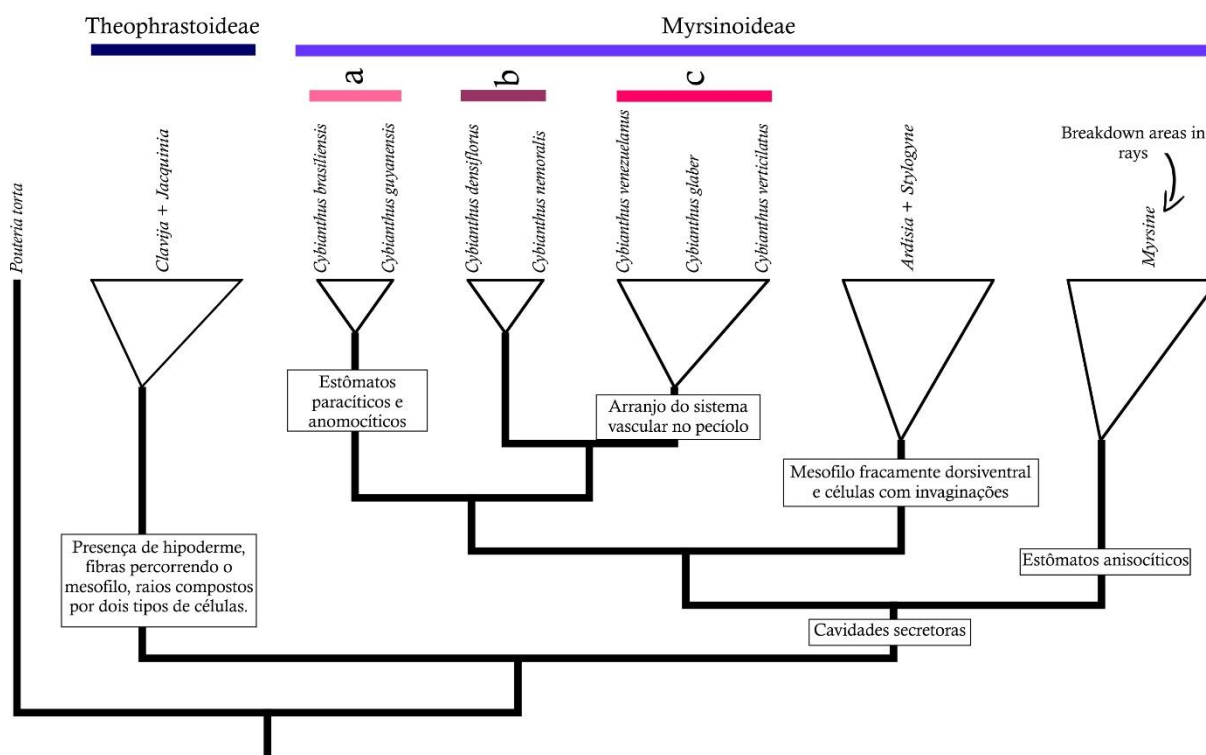 Theophrastoideae
Myrsinoideae
a
b
c
Pouteria torta
Clavija + Jacquinia
Cybianthus brasiliensis
Cybianthus guyanensis
Cybianthus densiflorus
Cybianthus nemoralis
Cybianthus venezuelanus
Cybianthus glaber
Cybianthus verticilatus
Ardisia + Stylogyne
Breakdown areas in
rays
Myrsine
Estômatos
paracíticos e
anomocíticos
Arranjo do sistema
vascular no pecíolo
Mesofilo fracamente dorsiventral
e células com invaginações
Presença de hipoderme,
fibras percorrendo o
mesofilo, raios compostos
por dois tipos de células.
Estômatos anisocíticos
Cavidades secretoras